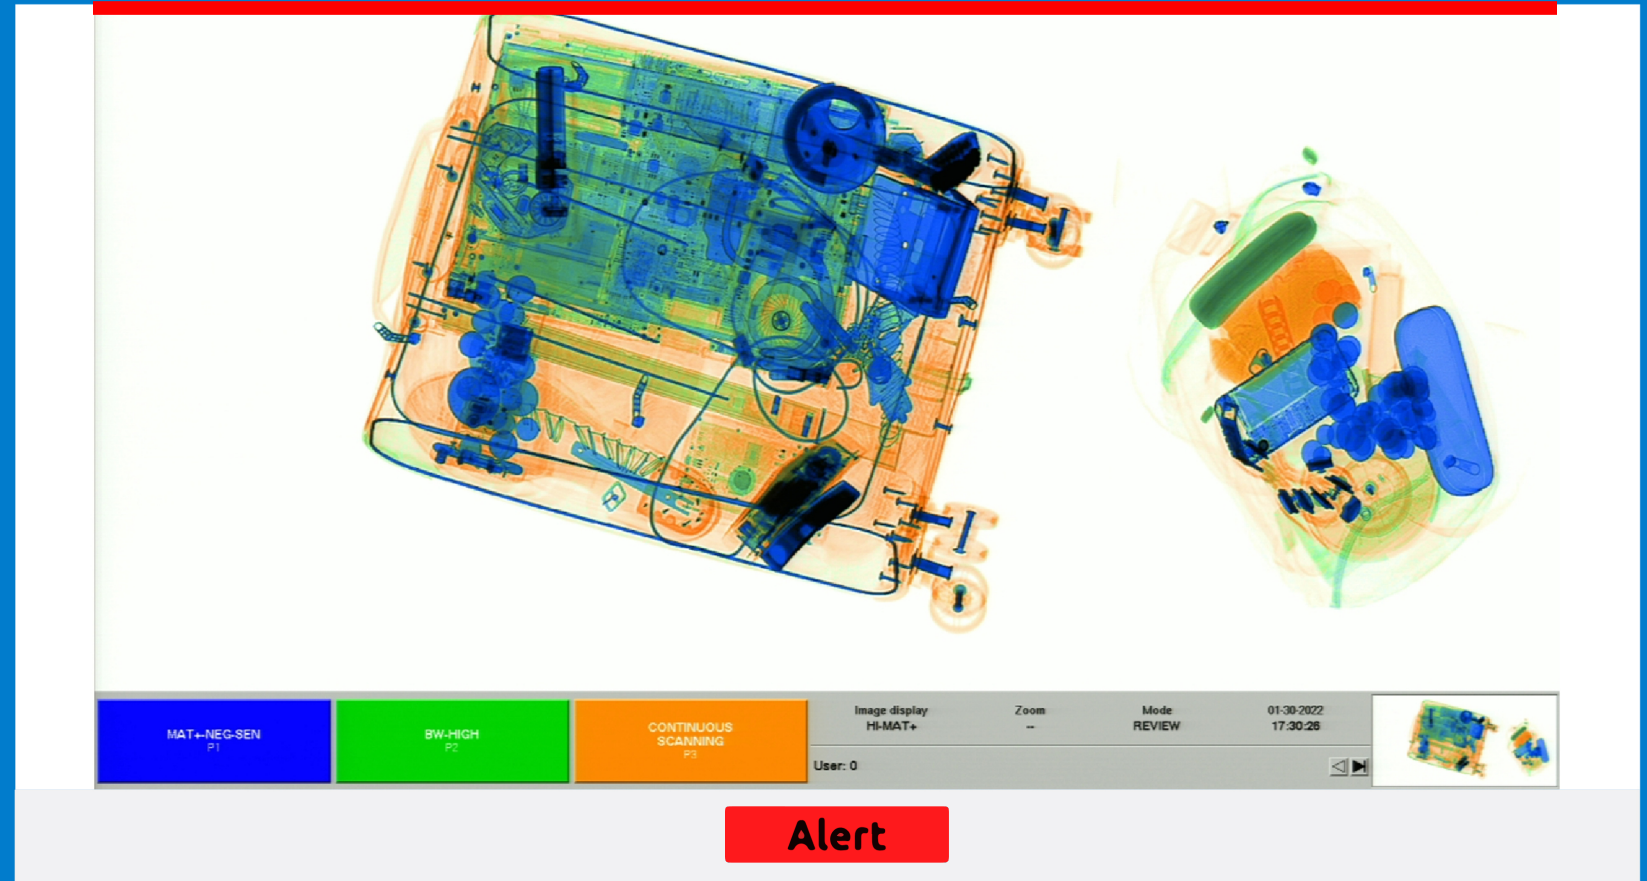 MAT+-NEG-SEN
P1
BW-HIGH
P2
CONTINUOUS
SCANNING
P3
Image display
HI-MAT+
Zoom
--
Mode
REVIEW
01-30-2022
17:30:26
User: 0
Alert